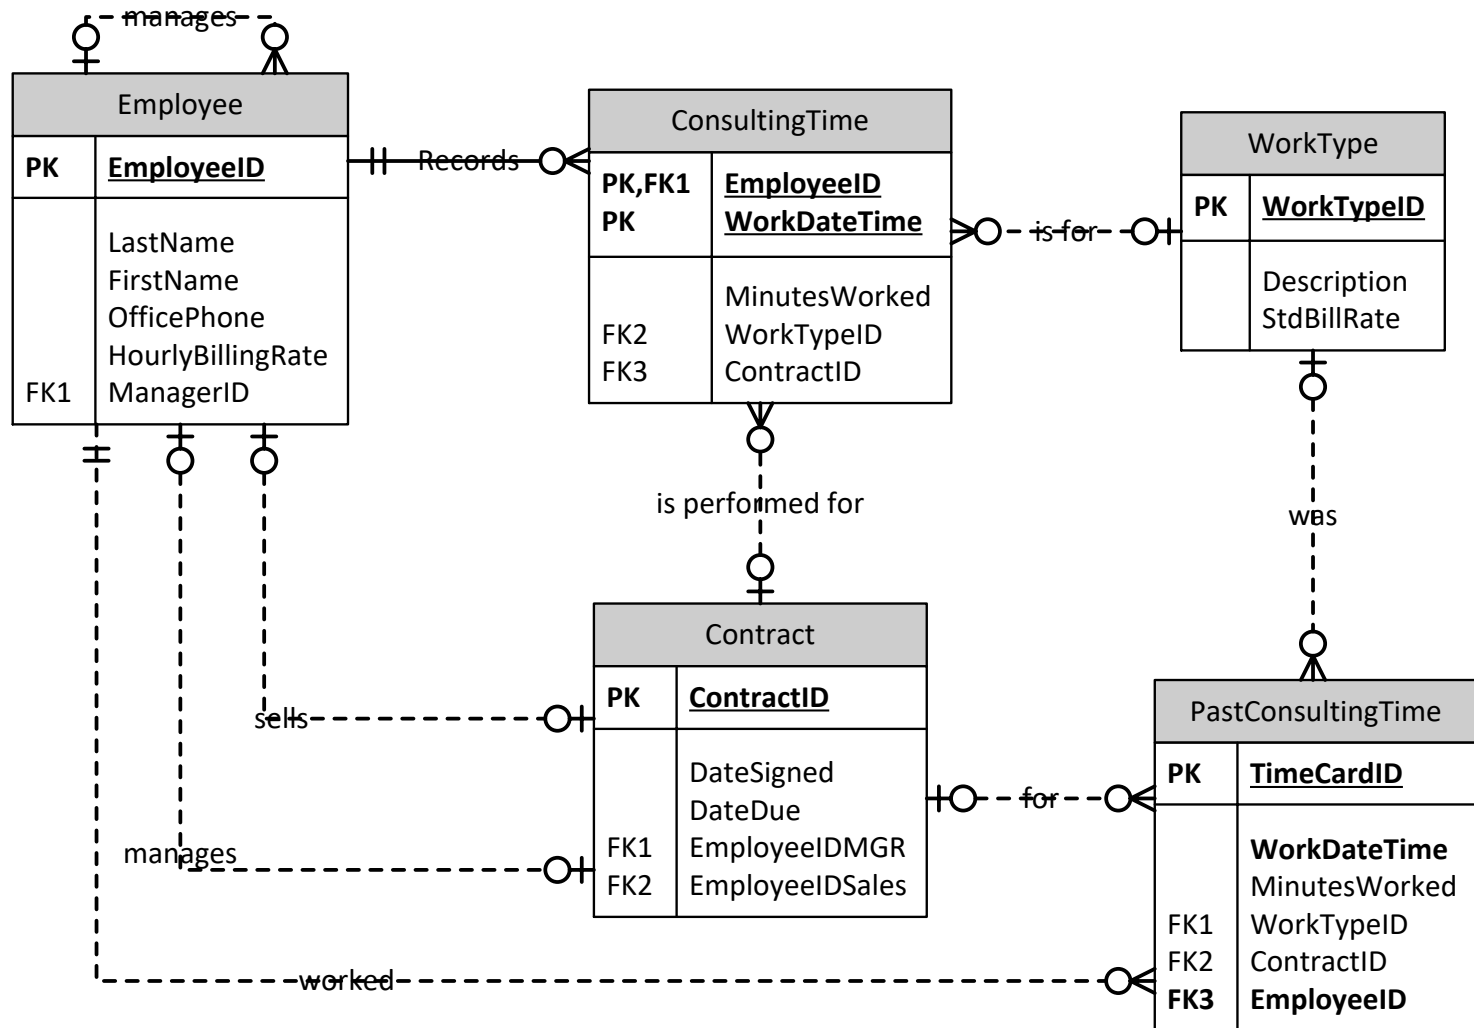 manages
Employee
PK EmployeeID
LastName
FirstName
OfficePhone
HourlyBillingRate
FK1 ManagerID
Records
ConsultingTime
PK,FK1 EmployeeID
PK WorkDateTime
MinutesWorked
FK2 WorkTypeID
FK3 ContractID
is for
WorkType
PK WorkTypeID
Description
StdBillRate
is performed for
was
sells
manages
Contract
PK ContractID
DateSigned
DateDue
FK1 EmployeeIDMGR
FK2 EmployeeIDSales
for
PastConsultingTime
PK TimeCardID
WorkDateTime
MinutesWorked
FK1 WorkTypeID
FK2 ContractID
FK3 EmployeeID
worked